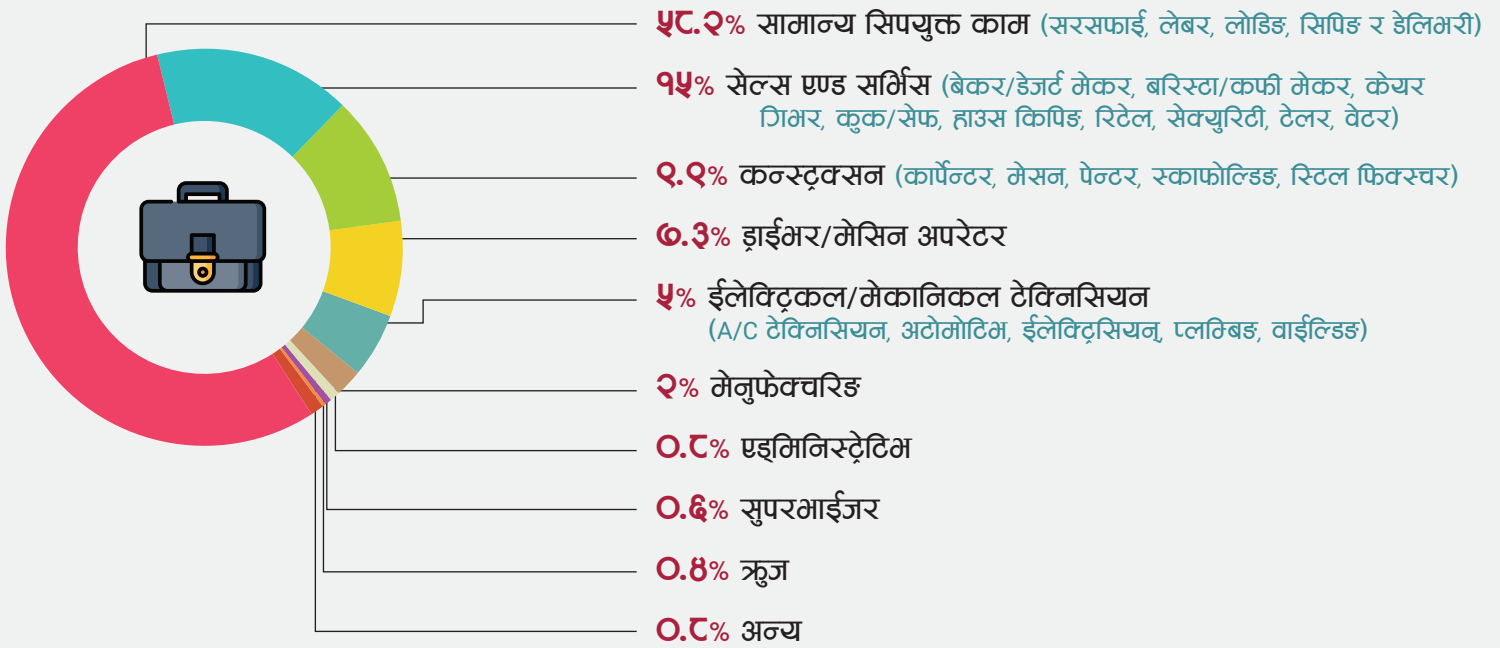 ५८.२% सामान्य सिपयुक्त काम (सरसफाई, लेबर, लोडिङ, सिपिङ र डेलिभरी)
१५% सेल्स एण्ड सर्भिस (बेकर/डेजर्ट मेकर, बरिस्टा/कफी मेकर, केयर
गिभर, कुक/सेफ, हाउस किपिङ, रिटेल, सेक्युरिटी, टेलर, वेटर)
९.९% कन्स्ट्रक्सन (कार्पेन्टर, मेसन, पेन्टर, स्काफोल्डिङ, स्टिल फिक्स्चर)
७.३% ड्राईभर/मेसिन अपरेटर
५% ईलेक्ट्रिकल/मेकानिकल टेक्निसियन
(A/C टेक्निसियन, अटोमोटिभ, ईलेक्ट्रिसियन्, प्लम्बिङ, वाईल्डिङ)
२% मेनुफेक्चरिङ
०.८% एड्मिनिस्ट्रेटिभ
०.६% सुपरभाईजर
०.४% क्रुज
०.८% अन्य